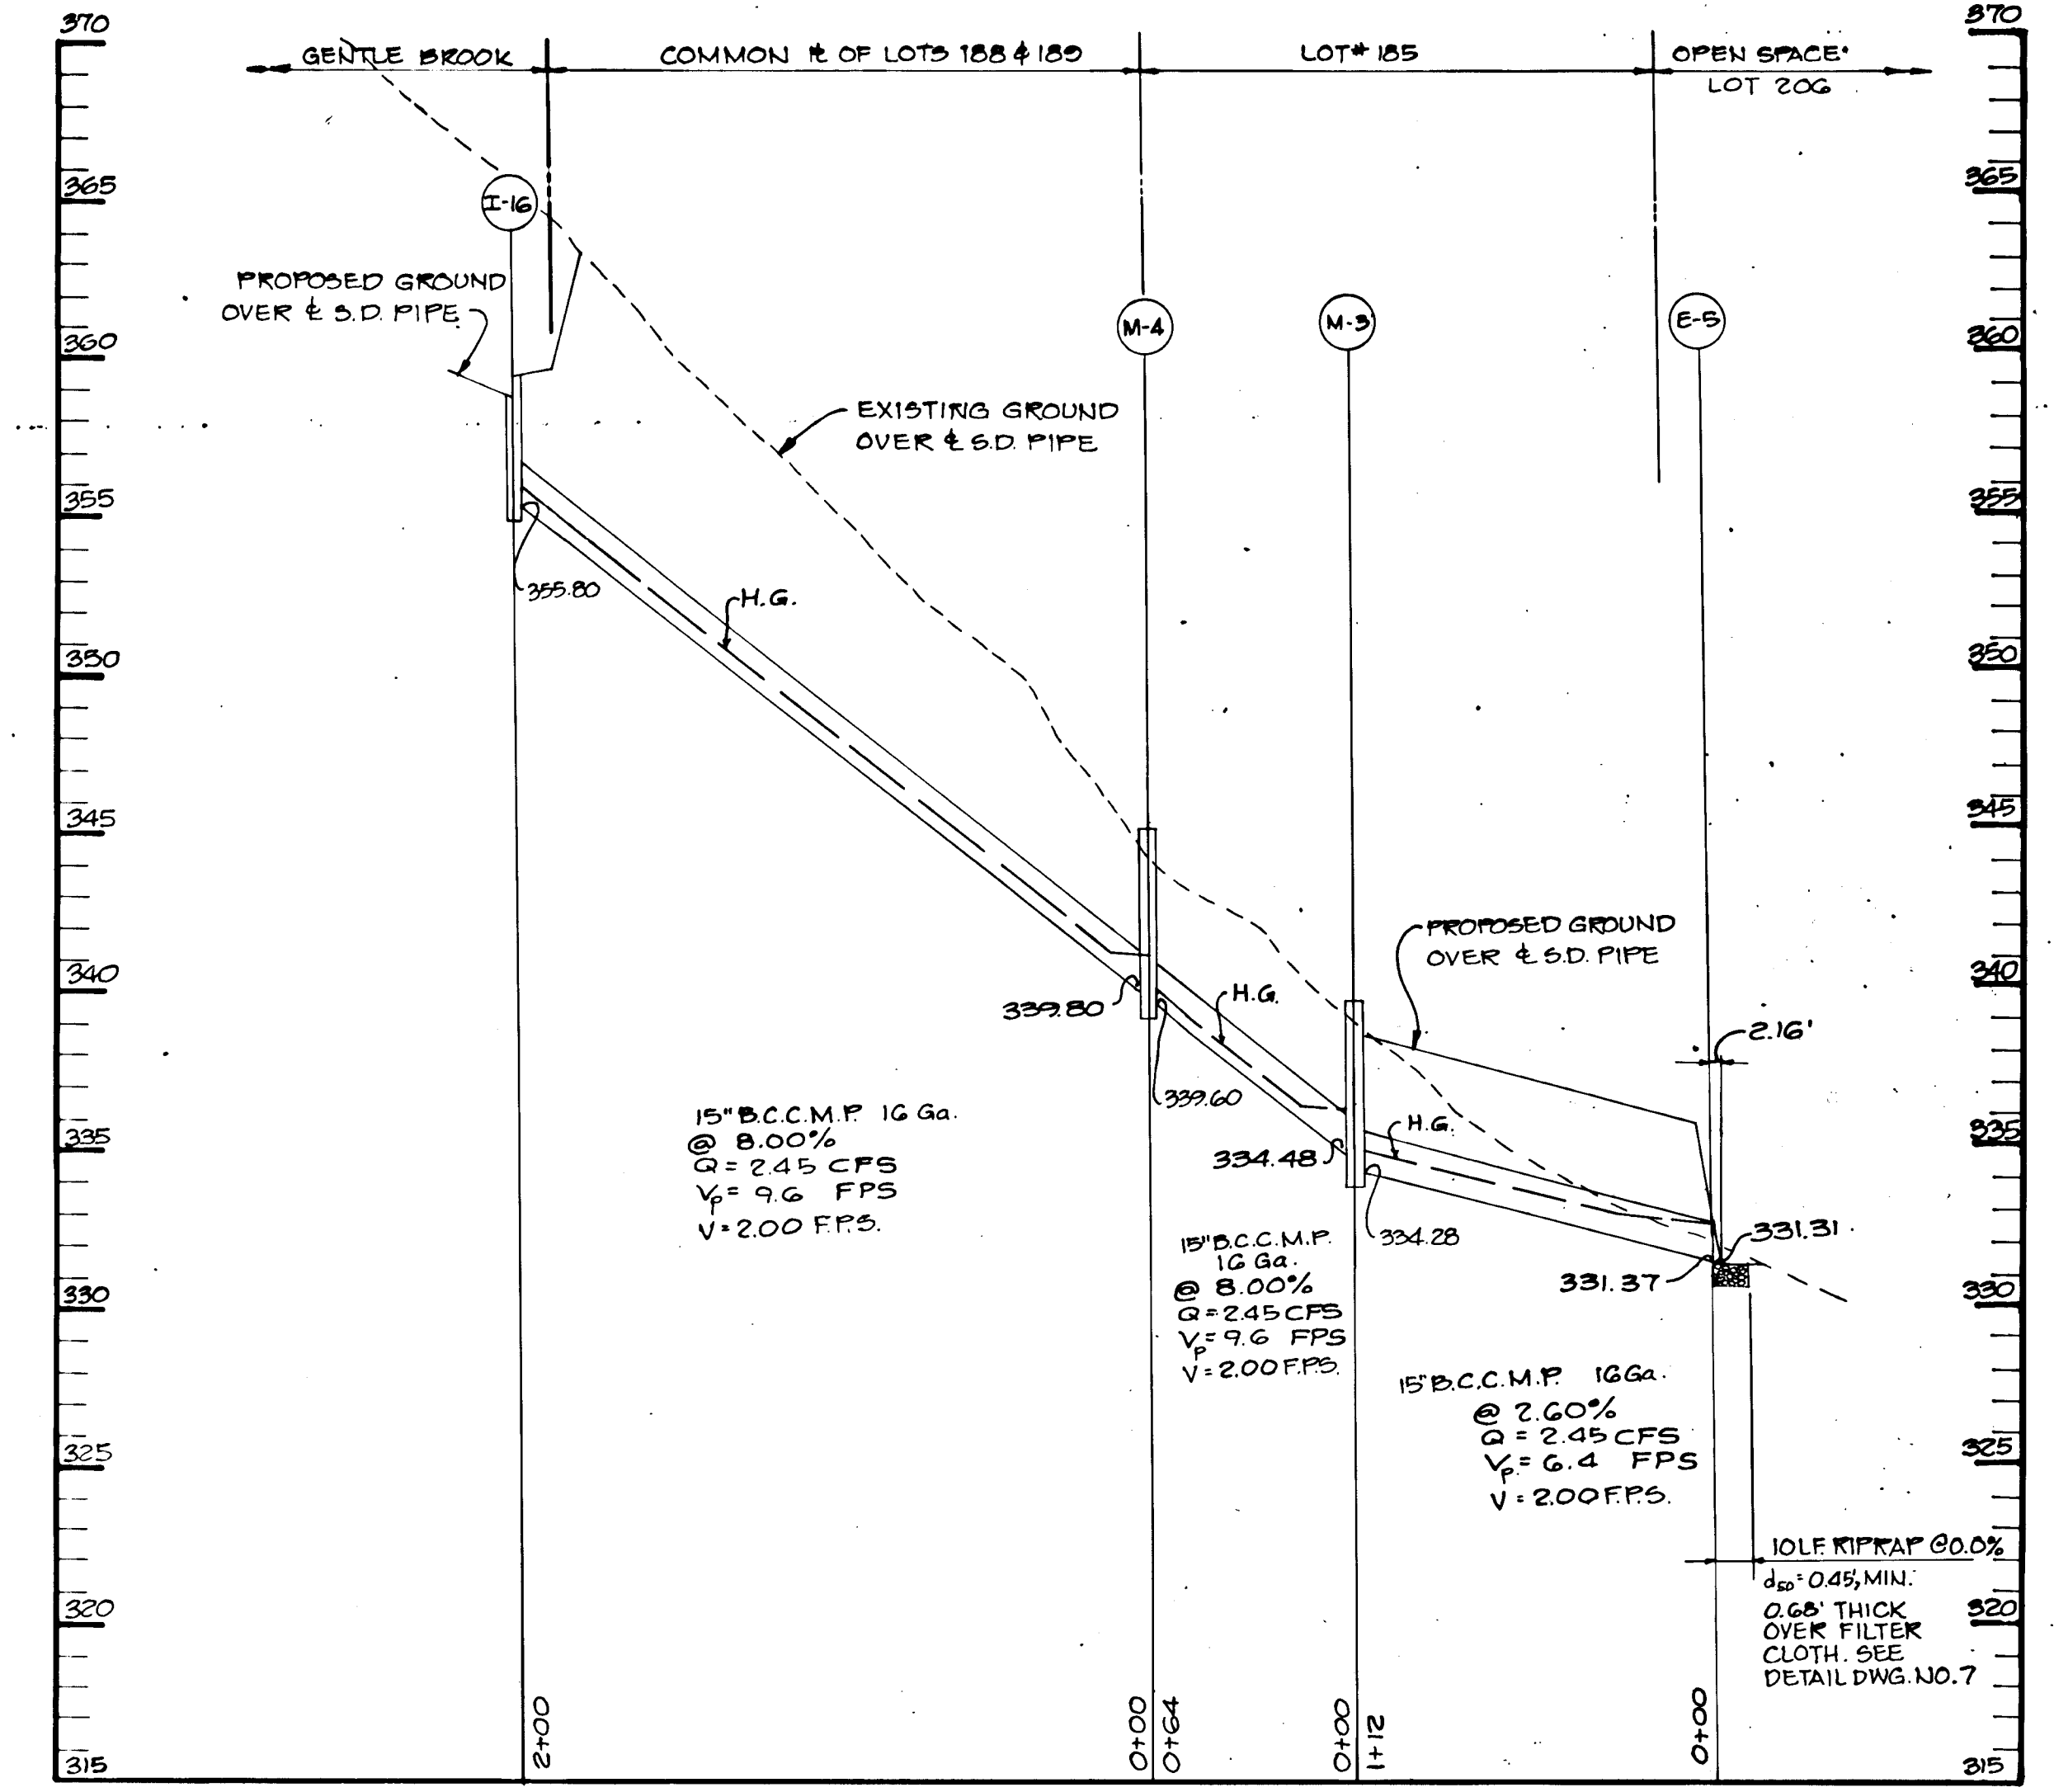 370
370
GENTLE BROOK
COMMON ⅊ OF LOTS 188 & 189
LOT# 185
OPEN SPACE
LOT 206
365
365
I-16
PROPOSED GROUND
OVER ℄ S.D. PIPE
M-4
M-3
E-5
360
360
EXISTING GROUND
OVER ℄ S.D. PIPE
355
355
355.80
H.G.
350
350
345
345
PROPOSED GROUND
OVER ℄ S.D. PIPE
340
340
339.80
H.G.
2.16'
339.60
15" B.C.C.M.P. 16 Ga.
@ 8.00%
Q = 2.45 CFS
Vp = 9.6 FPS
V = 2.00 F.P.S.
335
335
H.G.
334.48
334.28
331.31
331.37
15" B.C.C.M.P.
16 Ga.
@ 8.00%
Q = 2.45 CFS
Vp = 9.6 FPS
V = 2.00 F.P.S.
330
330
15" B.C.C.M.P. 16 Ga.
@ 2.60%
Q = 2.45 CFS
Vp = 6.4 FPS
V = 2.00 F.P.S.
325
325
10 L.F. RIPRAP @ 0.0%
d50 = 0.45', MIN.
0.68' THICK
OVER FILTER
CLOTH. SEE
DETAIL DWG. NO. 7
320
320
2+00
0+00
0+64
0+00
1+12
0+00
315
315